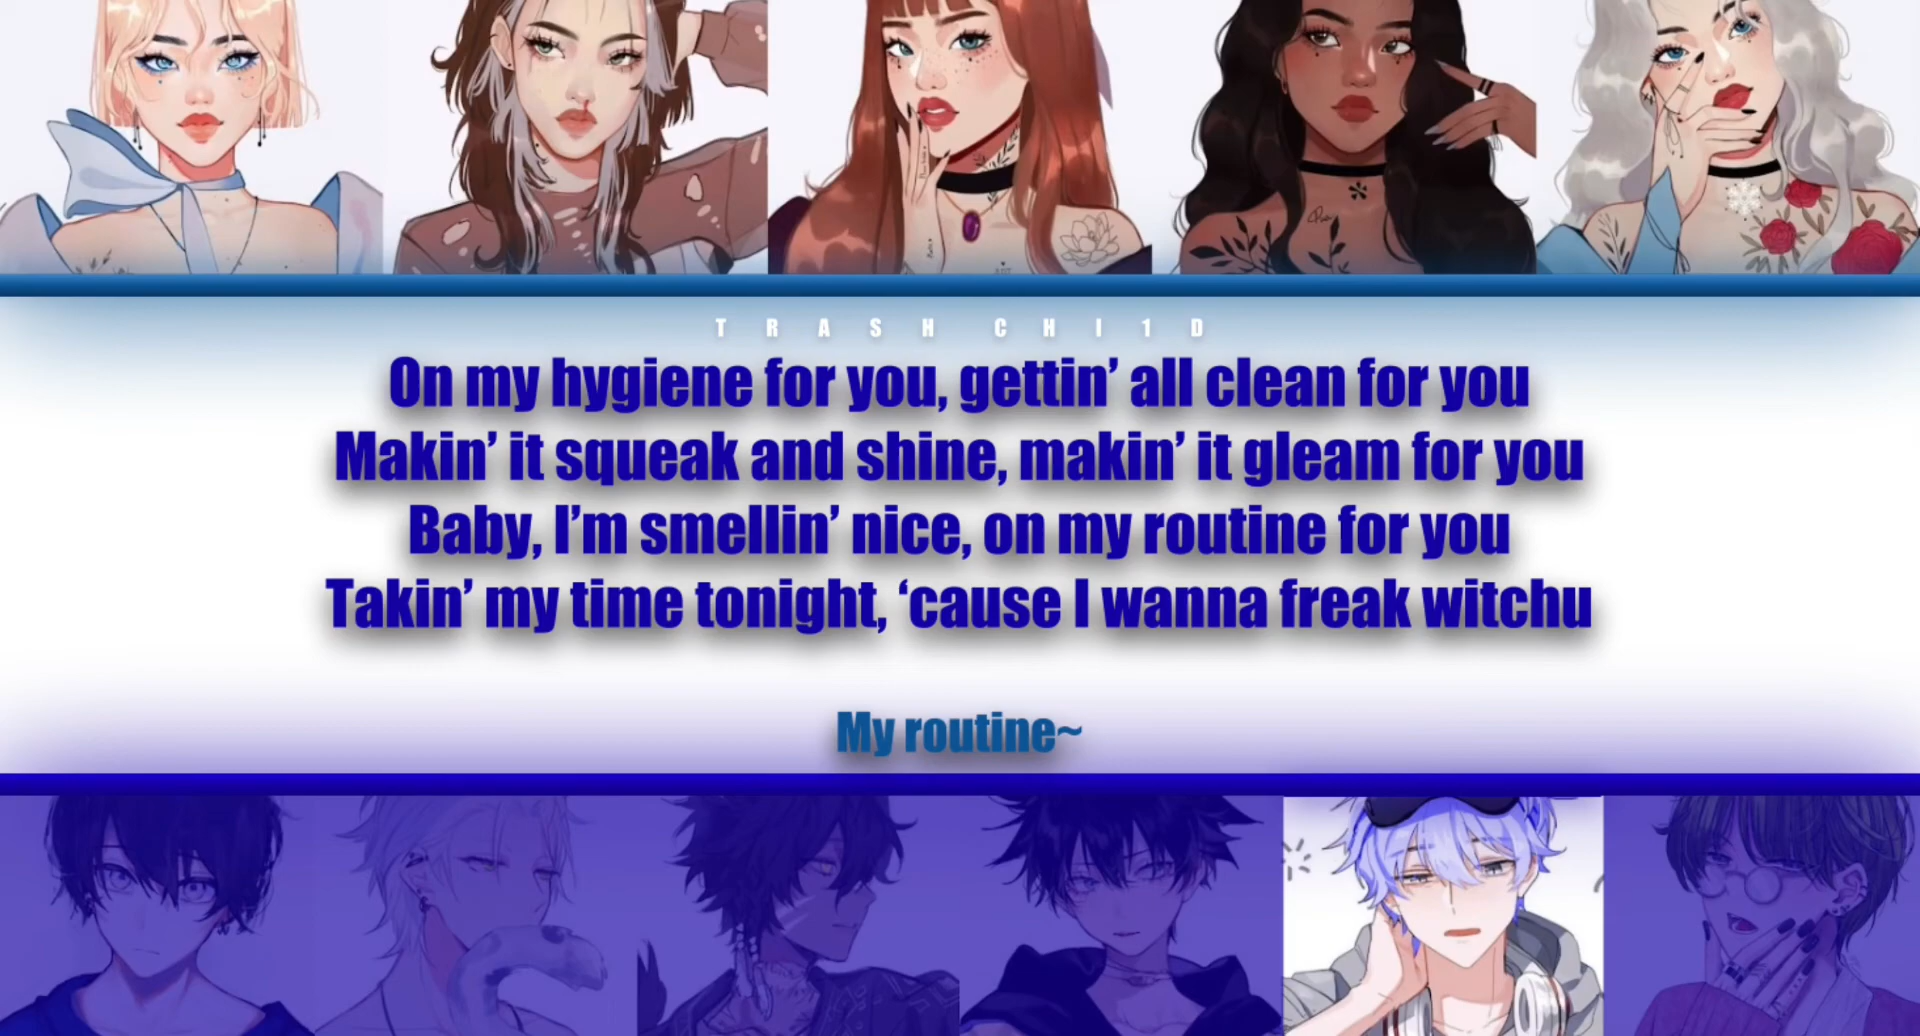 TRASH CHI1D
On my hygiene for you, gettin’ all clean for you
Makin’ it squeak and shine, makin’ it gleam for you
Baby, I’m smellin’ nice, on my routine for you
Takin’ my time tonight, ‘cause I wanna freak witchu
My routine~